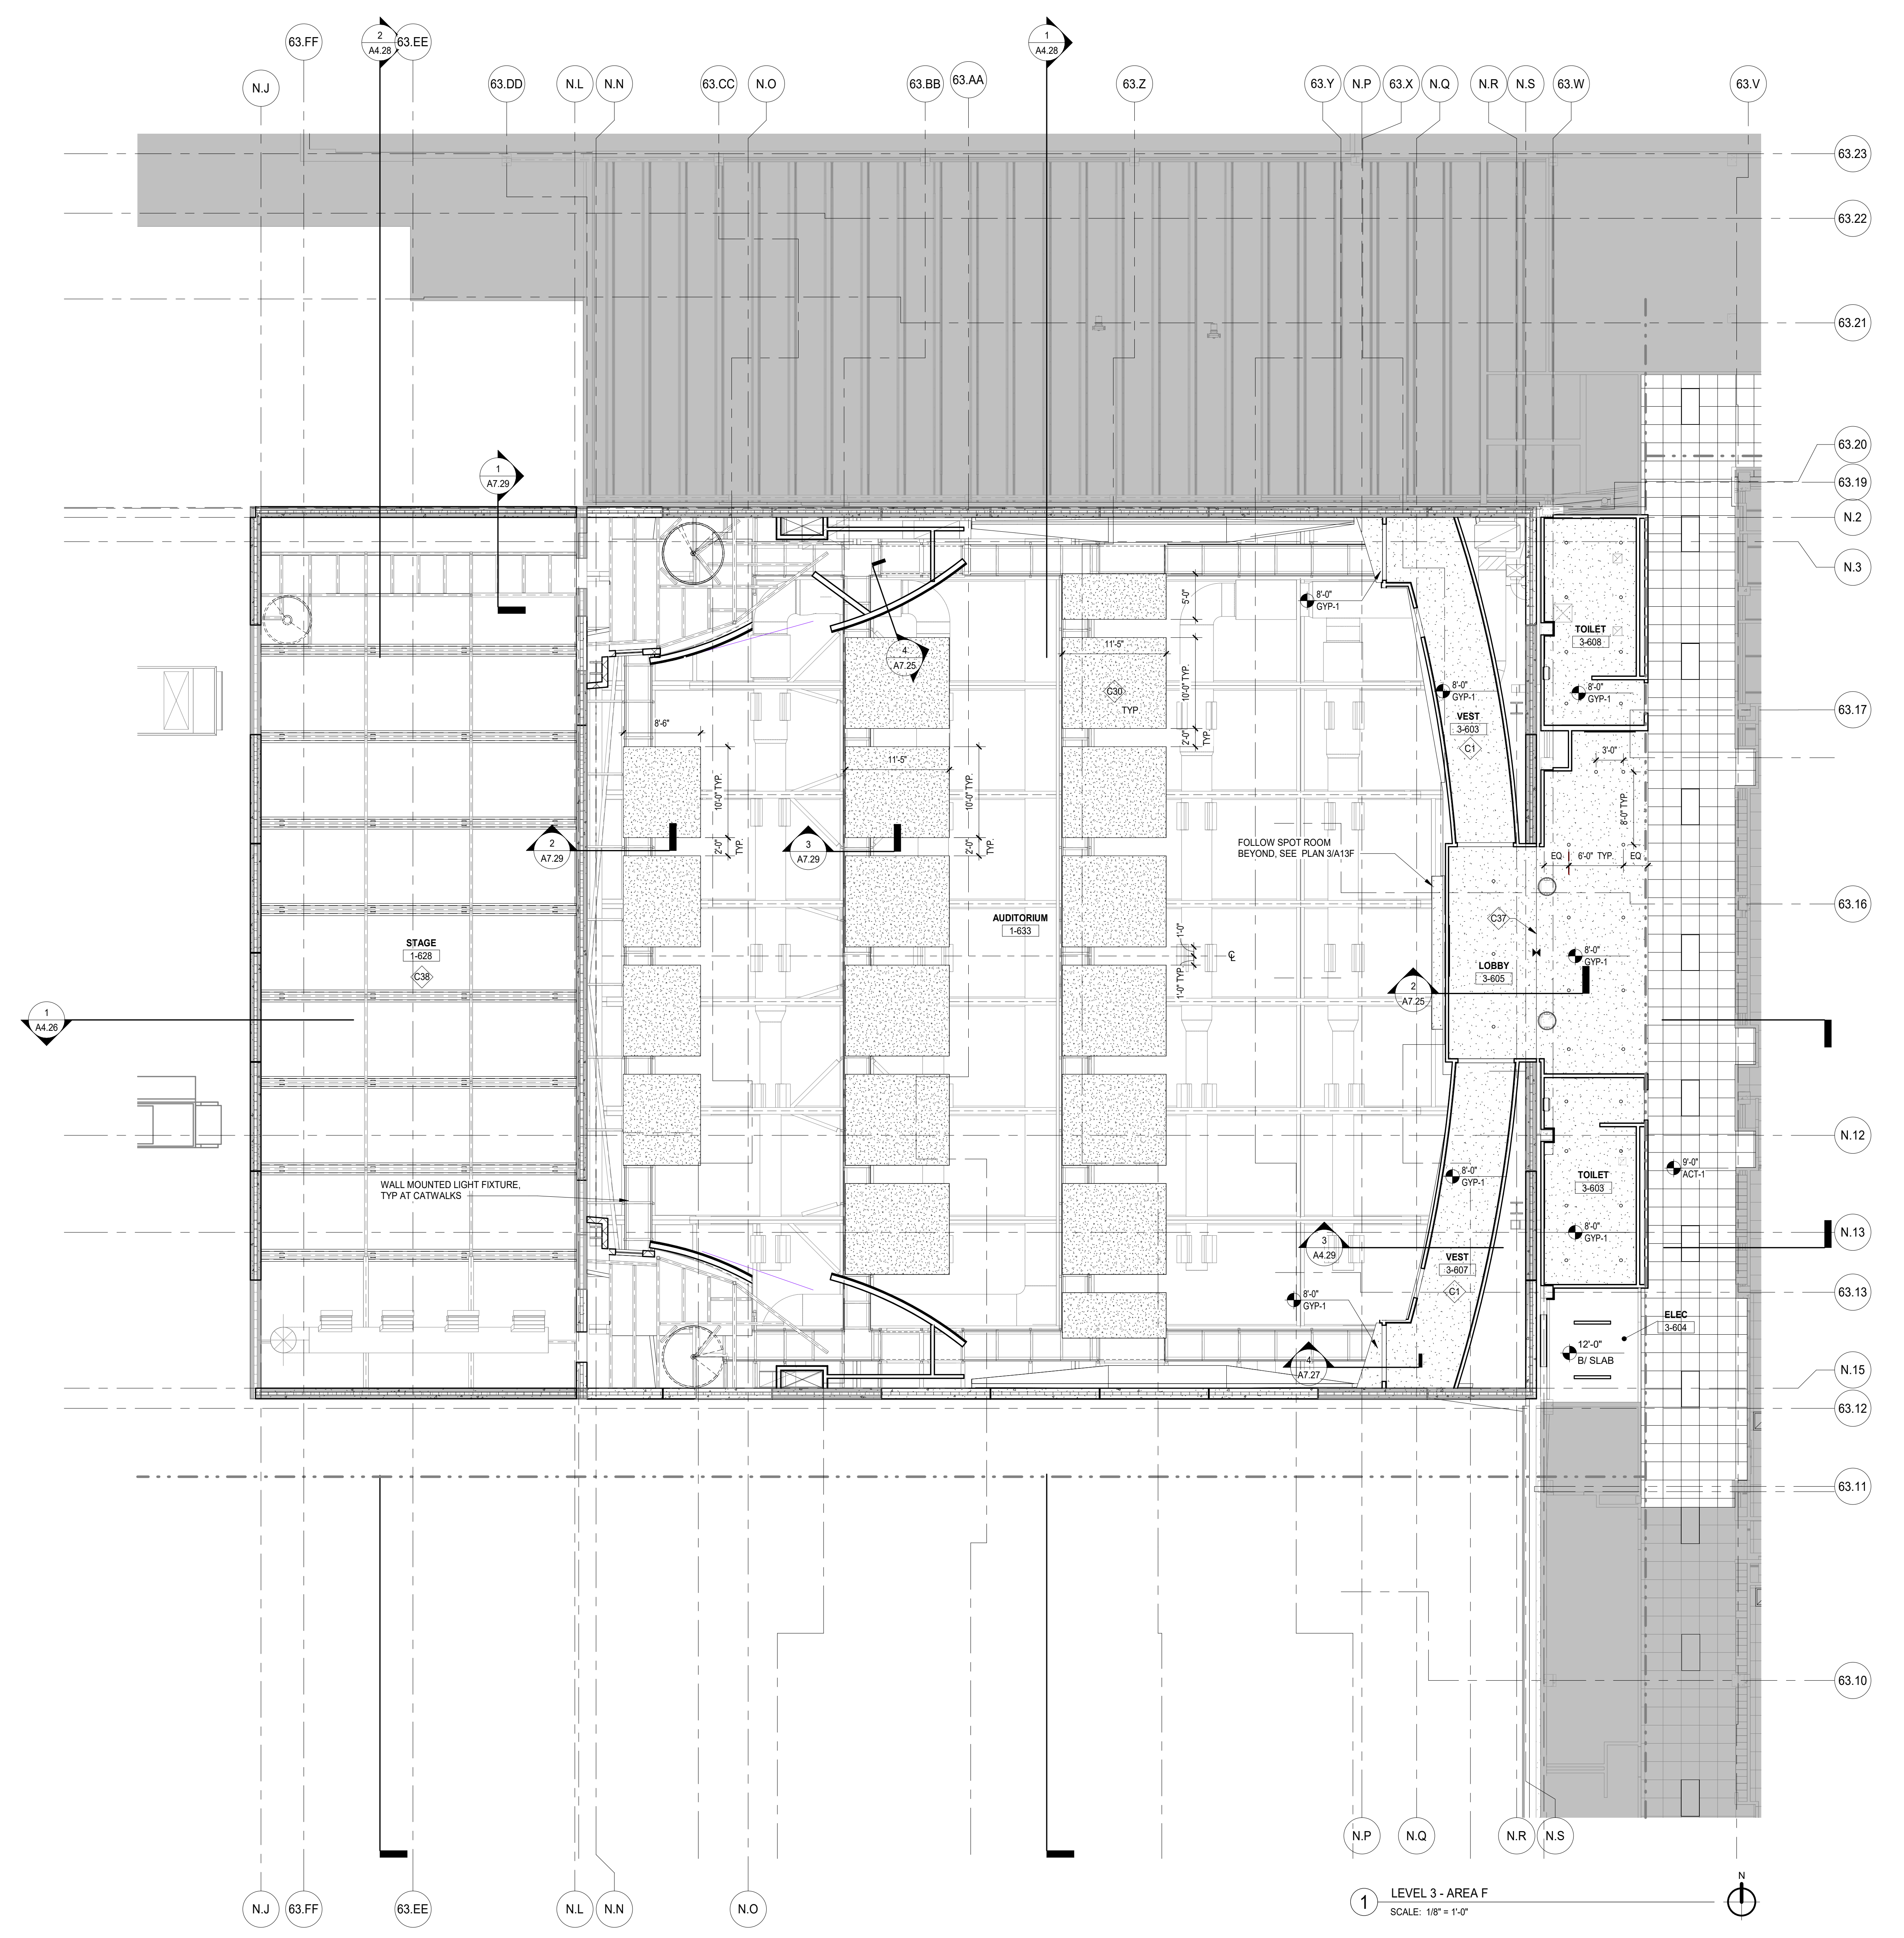 2
A4.28
1
A4.28
63.FF
63.EE
N.J
63.DD
N.L
N.N
63.CC
N.O
63.BB
63.AA
63.Z
63.Y
N.P
63.X
N.Q
N.R
N.S
63.W
63.V
63.23
63.22
63.21
63.20
63.19
N.2
N.3
63.17
63.16
N.12
N.13
63.13
N.15
63.12
63.11
63.10
1
A7.29
4
A7.25
5'-0"
11'-5"
10'-0" TYP.
C30
TYP
2'-0"
TYP.
8'-0"
GYP-1
8'-0"
GYP-1
VEST
3-603
C1
TOILET
3-608
8'-0"
GYP-1
3'-0"
8'-0" TYP.
EQ
6'-0" TYP.
EQ
8'-6"
10'-0" TYP.
2'-0"
TYP.
11'-5"
10'-0" TYP.
2'-0"
TYP.
2
A7.29
3
A7.29
FOLLOW SPOT ROOM
BEYOND, SEE PLAN 3/A13F
AUDITORIUM
1-633
1'-0"
1'-0" TYP.
CL
C37
8'-0"
GYP-1
LOBBY
3-605
2
A7.25
STAGE
1-628
C38
1
A4.26
WALL MOUNTED LIGHT FIXTURE,
TYP AT CATWALKS
8'-0"
GYP-1
TOILET
3-603
8'-0"
GYP-1
9'-0"
ACT-1
3
A4.29
VEST
3-607
C1
8'-0"
GYP-1
4
A7.27
ELEC
3-604
12'-0"
B/ SLAB
N.P
N.Q
N.R
N.S
N.J
63.FF
63.EE
N.L
N.N
N.O
1
LEVEL 3 - AREA F
SCALE: 1/8" = 1'-0"
N